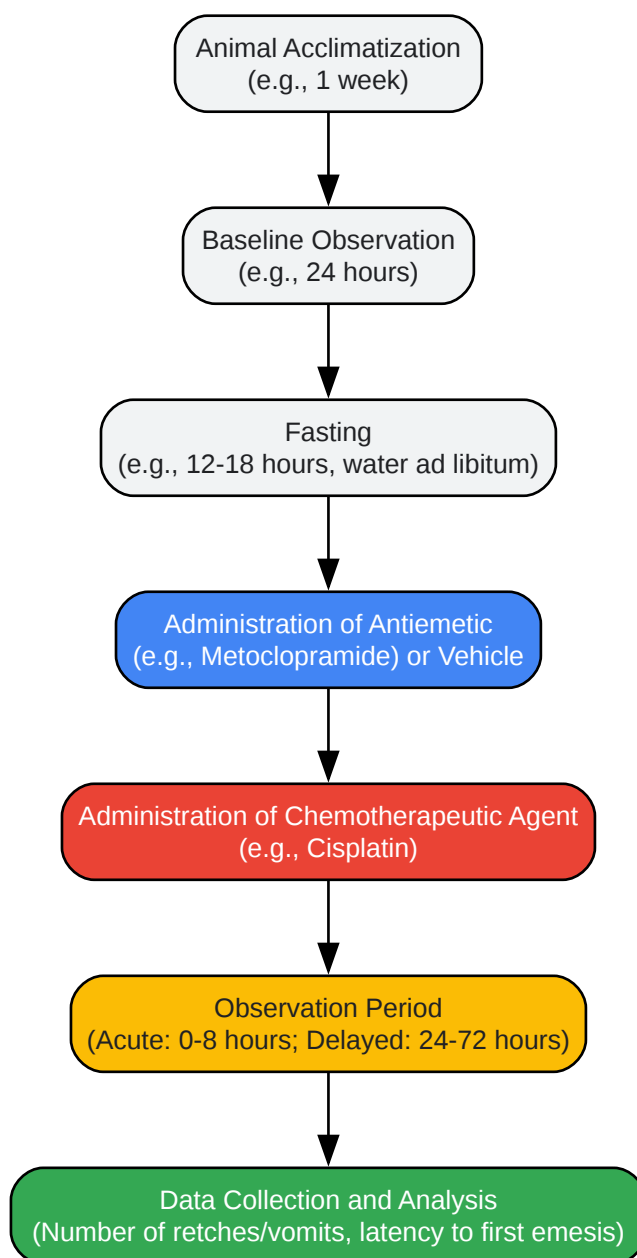 Animal Acclimatization
(e.g., 1 week)
Baseline Observation
(e.g., 24 hours)
Fasting
(e.g., 12-18 hours, water ad libitum)
Administration of Antiemetic
(e.g., Metoclopramide) or Vehicle
Administration of Chemotherapeutic Agent
(e.g., Cisplatin)
Observation Period
(Acute: 0-8 hours; Delayed: 24-72 hours)
Data Collection and Analysis
(Number of retches/vomits, latency to first emesis)